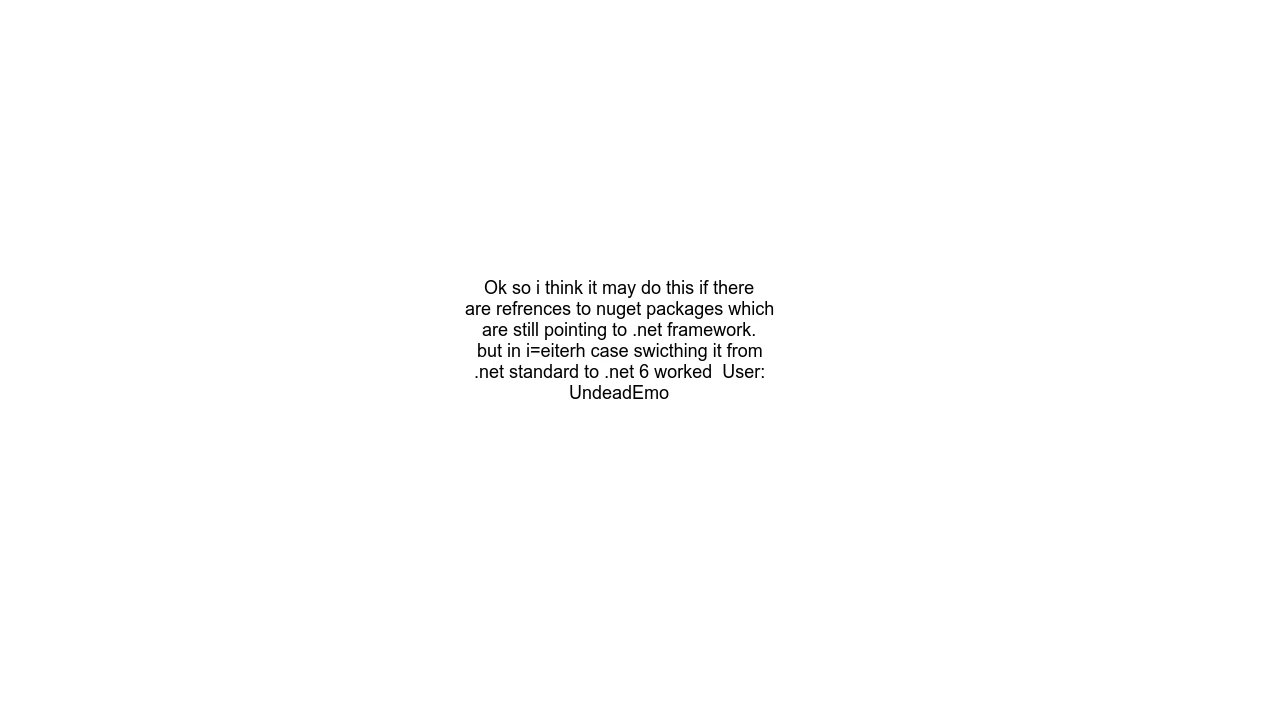 Ok so i think it may do this if there
are refrences to nuget packages which
are still pointing to .net framework.
but in i=eiterh case swicthing it from
.net standard to .net 6 worked  User:
UndeadEmo